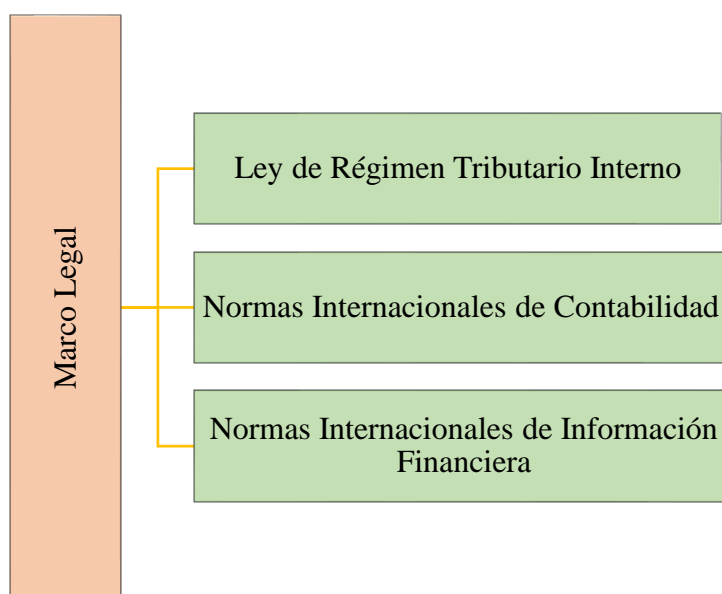 Marco Legal
Ley de Régimen Tributario Interno
Normas Internacionales de Contabilidad
Normas Internacionales de Información
Financiera